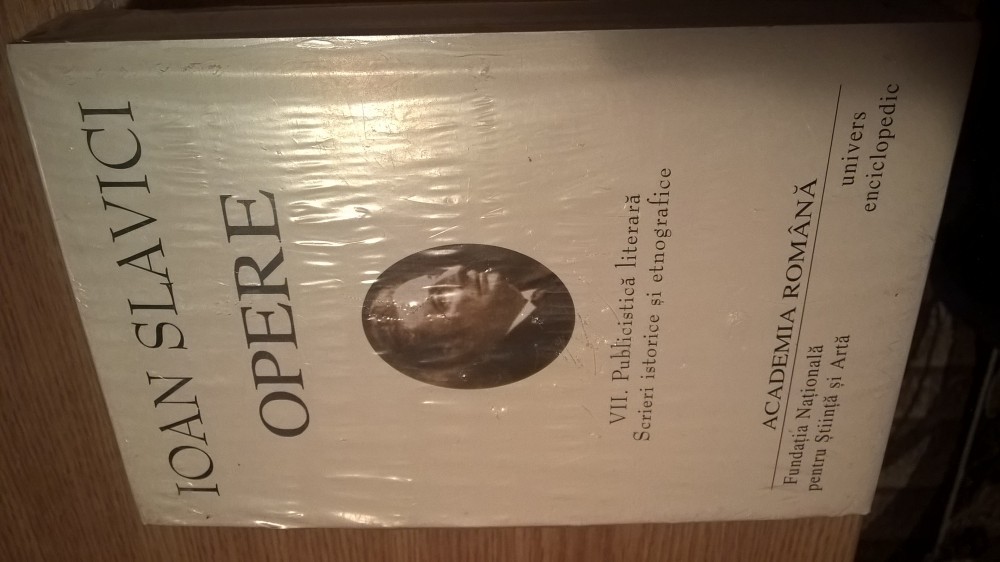 IOAN SLAVICI
OPERE
VII. Publicistică literară
Scrieri istorice și etnografice
ACADEMIA ROMÂNĂ
Fundația Națională
pentru Știință și Artă
univers
enciclopedic